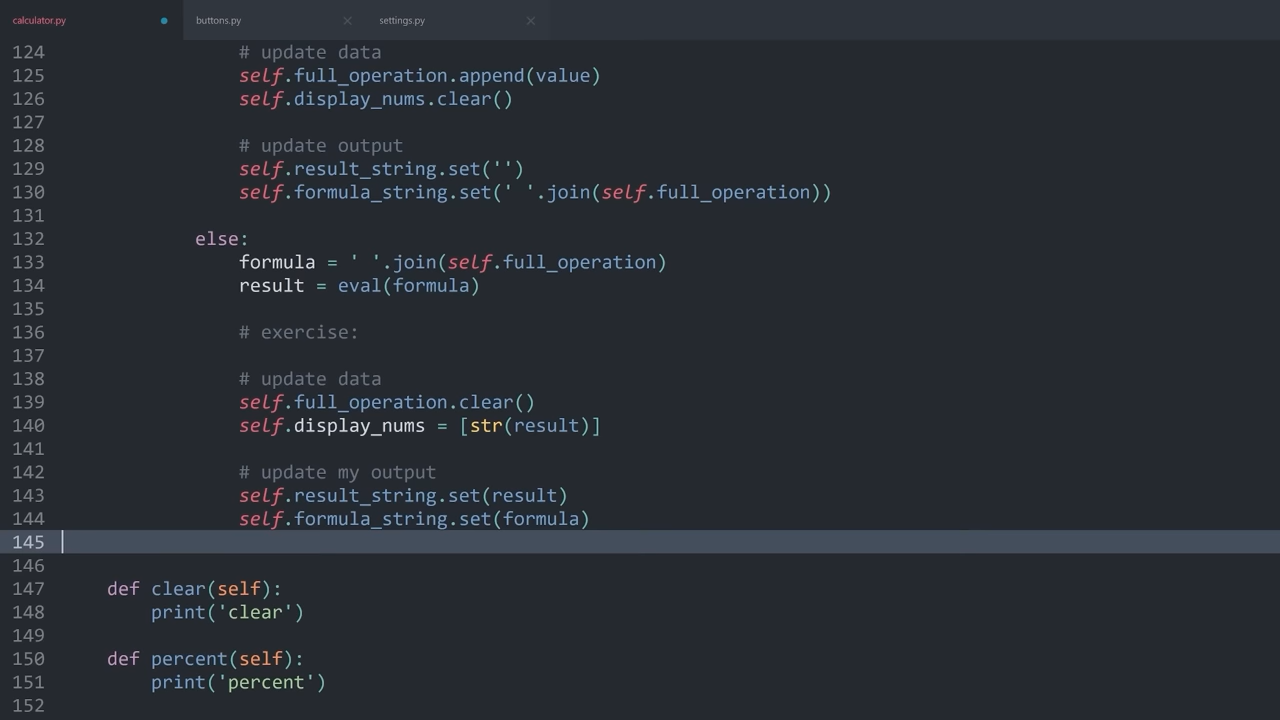 calculator.py buttons.py settings.py
124 # update data
125 self.full_operation.append(value)
126 self.display_nums.clear()
127
128 # update output
129 self.result_string.set('')
130 self.formula_string.set(' '.join(self.full_operation))
131
132 else:
133 formula = ' '.join(self.full_operation)
134 result = eval(formula)
135
136 # exercise:
137
138 # update data
139 self.full_operation.clear()
140 self.display_nums = [str(result)]
141
142 # update my output
143 self.result_string.set(result)
144 self.formula_string.set(formula)
145
146
147 def clear(self):
148 print('clear')
149
150 def percent(self):
151 print('percent')
152